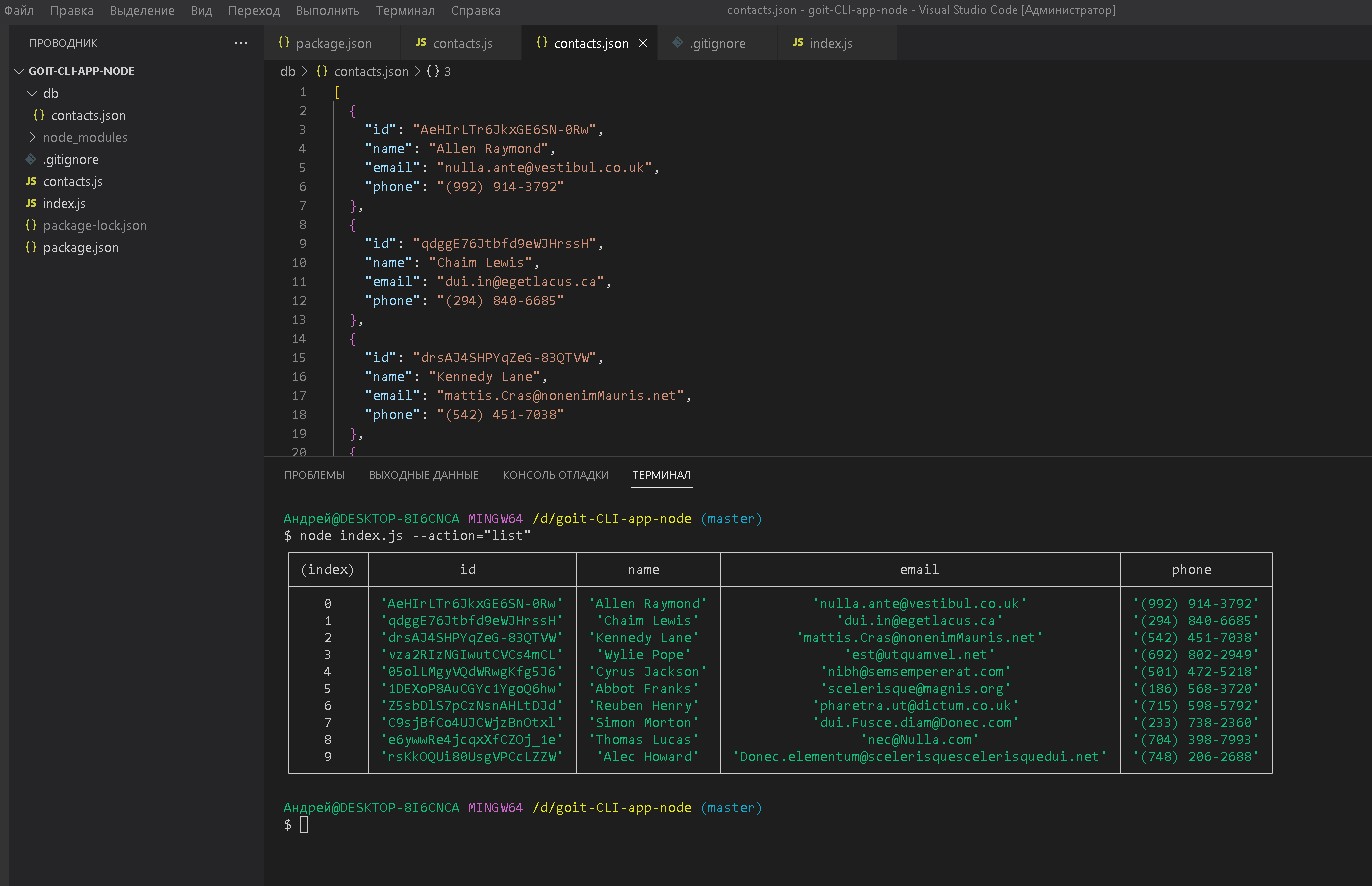 Файл Правка Выделение Вид Переход Выполнить Терминал Справка contacts.json - goit-CLI-app-node - Visual Studio Code [Администратор]
ПРОВОДНИК ...
GOIT-CLI-APP-NODE
db
{} contacts.json
node_modules
.gitignore
JS contacts.js
JS index.js
{} package-lock.json
{} package.json
{} package.json JS contacts.js {} contacts.json × .gitignore JS index.js
db > {} contacts.json > {} 3
1 [
2 {
3 "id": "AeHIrLTr6JkxGE6SN-0Rw",
4 "name": "Allen Raymond",
5 "email": "nulla.ante@vestibul.co.uk",
6 "phone": "(992) 914-3792"
7 },
8 {
9 "id": "qdggE76Jtbfd9eWJHrssH",
10 "name": "Chaim Lewis",
11 "email": "dui.in@egetlacus.ca",
12 "phone": "(294) 840-6685"
13 },
14 {
15 "id": "drsAJ4SHPYqZeG-83QTVW",
16 "name": "Kennedy Lane",
17 "email": "mattis.Cras@nonenimMauris.net",
18 "phone": "(542) 451-7038"
19 },
20 {
ПРОБЛЕМЫ ВЫХОДНЫЕ ДАННЫЕ КОНСОЛЬ ОТЛАДКИ ТЕРМИНАЛ
Андрей@DESKTOP-8I6CNCA MINGW64 /d/goit-CLI-app-node (master)
$ node index.js --action="list"
(index) id name email phone
0 'AeHIrLTr6JkxGE6SN-0Rw' 'Allen Raymond' 'nulla.ante@vestibul.co.uk' '(992) 914-3792'
1 'qdggE76Jtbfd9eWJHrssH' 'Chaim Lewis' 'dui.in@egetlacus.ca' '(294) 840-6685'
2 'drsAJ4SHPYqZeG-83QTVW' 'Kennedy Lane' 'mattis.Cras@nonenimMauris.net' '(542) 451-7038'
3 'vza2RIzNGIwutCVCs4mCL' 'Wylie Pope' 'est@utquamvel.net' '(692) 802-2949'
4 '05olLMgyVQdWRwgKfg5J6' 'Cyrus Jackson' 'nibh@semsempererat.com' '(501) 472-5218'
5 '1DEXoP8AuCGYc1YgoQ6hw' 'Abbot Franks' 'scelerisque@magnis.org' '(186) 568-3720'
6 'Z5sbDlS7pCzNsnAHLtDJd' 'Reuben Henry' 'pharetra.ut@dictum.co.uk' '(715) 598-5792'
7 'C9sjBfCo4UJCWjzBnOtxl' 'Simon Morton' 'dui.Fusce.diam@Donec.com' '(233) 738-2360'
8 'e6ywwRe4jcqxXfCZOj_1e' 'Thomas Lucas' 'nec@Nulla.com' '(704) 398-7993'
9 'rsKkOQUi80UsgVPCcLZZW' 'Alec Howard' 'Donec.elementum@scelerisquescelerisquedui.net' '(748) 206-2688'
Андрей@DESKTOP-8I6CNCA MINGW64 /d/goit-CLI-app-node (master)
$